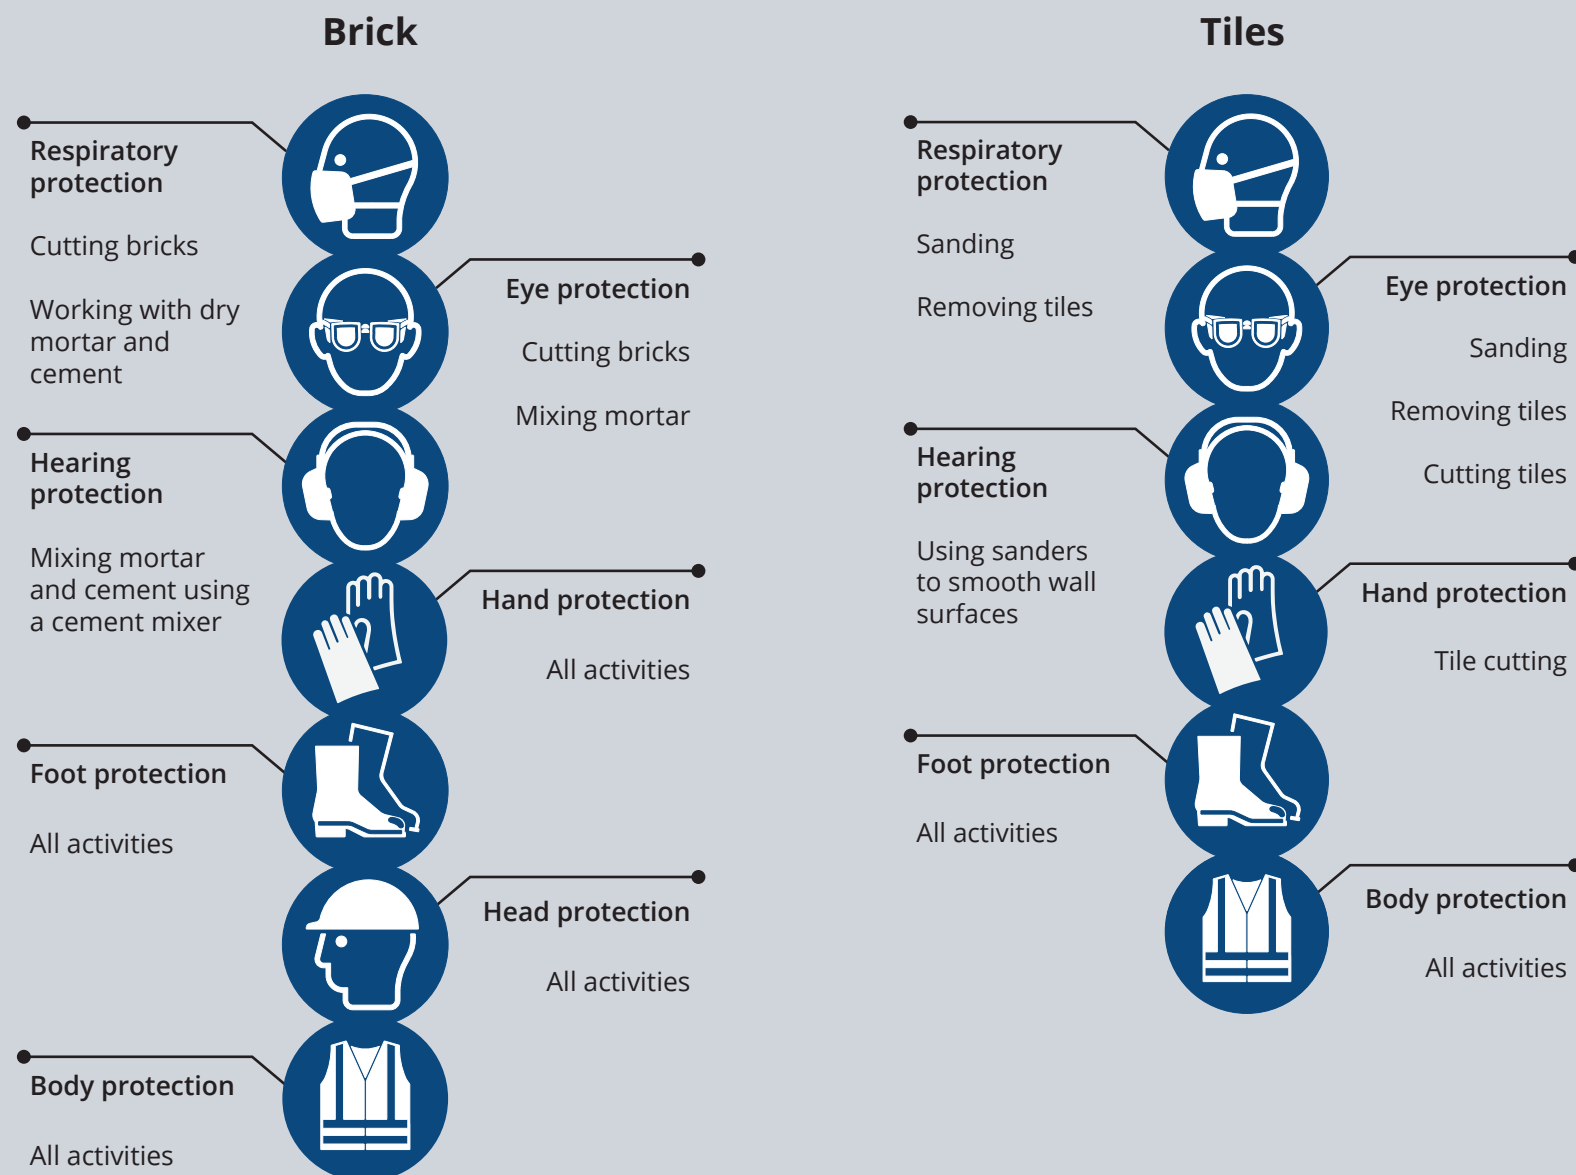 Brick
Respiratory
protection
Cutting bricks
Working with dry
mortar and
cement
Eye protection
Cutting bricks
Mixing mortar
Hearing
protection
Mixing mortar
and cement using
a cement mixer
Hand protection
All activities
Foot protection
All activities
Head protection
All activities
Body protection
All activities
Tiles
Respiratory
protection
Sanding
Removing tiles
Eye protection
Sanding
Removing tiles
Cutting tiles
Hearing
protection
Using sanders
to smooth wall
surfaces
Hand protection
Tile cutting
Foot protection
All activities
Body protection
All activities